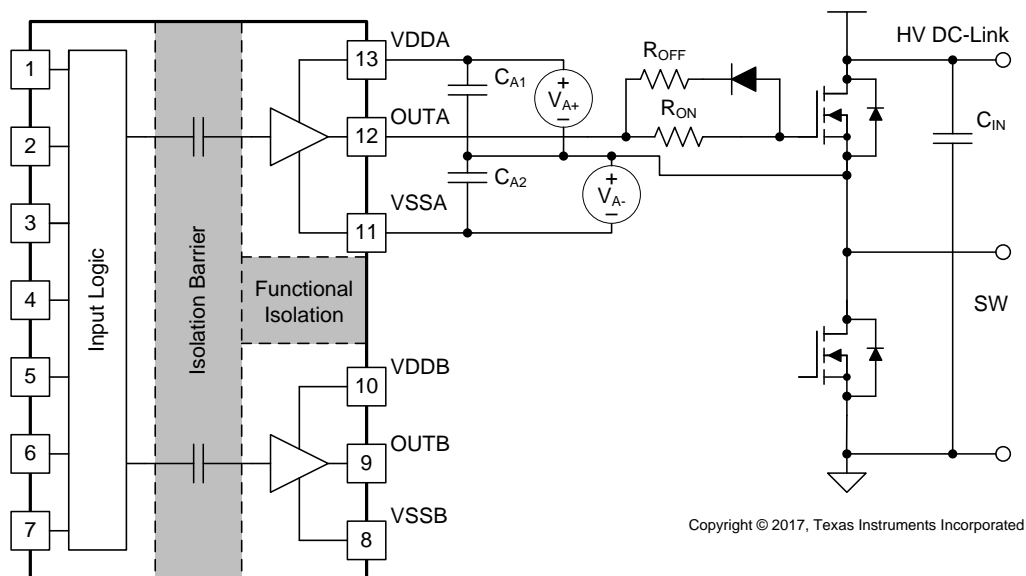 VDDA
13
HV DC-Link
1
CA1
VA+
ROFF
RON
OUTA
12
CIN
2
CA2
VA-
VSSA
11
3
Input Logic
Isolation Barrier
Functional
Isolation
4
SW
5
VDDB
10
6
OUTB
9
7
VSSB
8
Copyright © 2017, Texas Instruments Incorporated